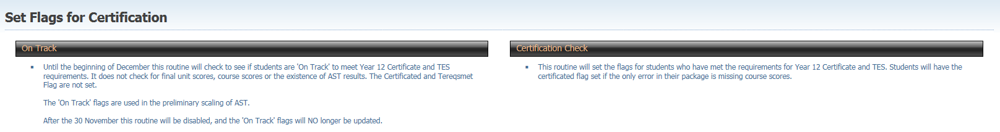 Set Flags for Certification
On Track
Until the beginning of December this routine will check to see if students are 'On Track' to meet Year 12 Certificate and TES
requirements. It does not check for final unit scores, course scores or the existence of AST results. The Certificated and Tereqsmet
Flag are not set.
The 'On Track' flags are used in the preliminary scaling of AST.
After the 30 November this routine will be disabled, and the 'On Track' flags will NO longer be updated.
Certification Check
This routine will set the flags for students who have met the requirements for Year 12 Certificate and TES. Students will have the
certificated flag set if the only error in their package is missing course scores.